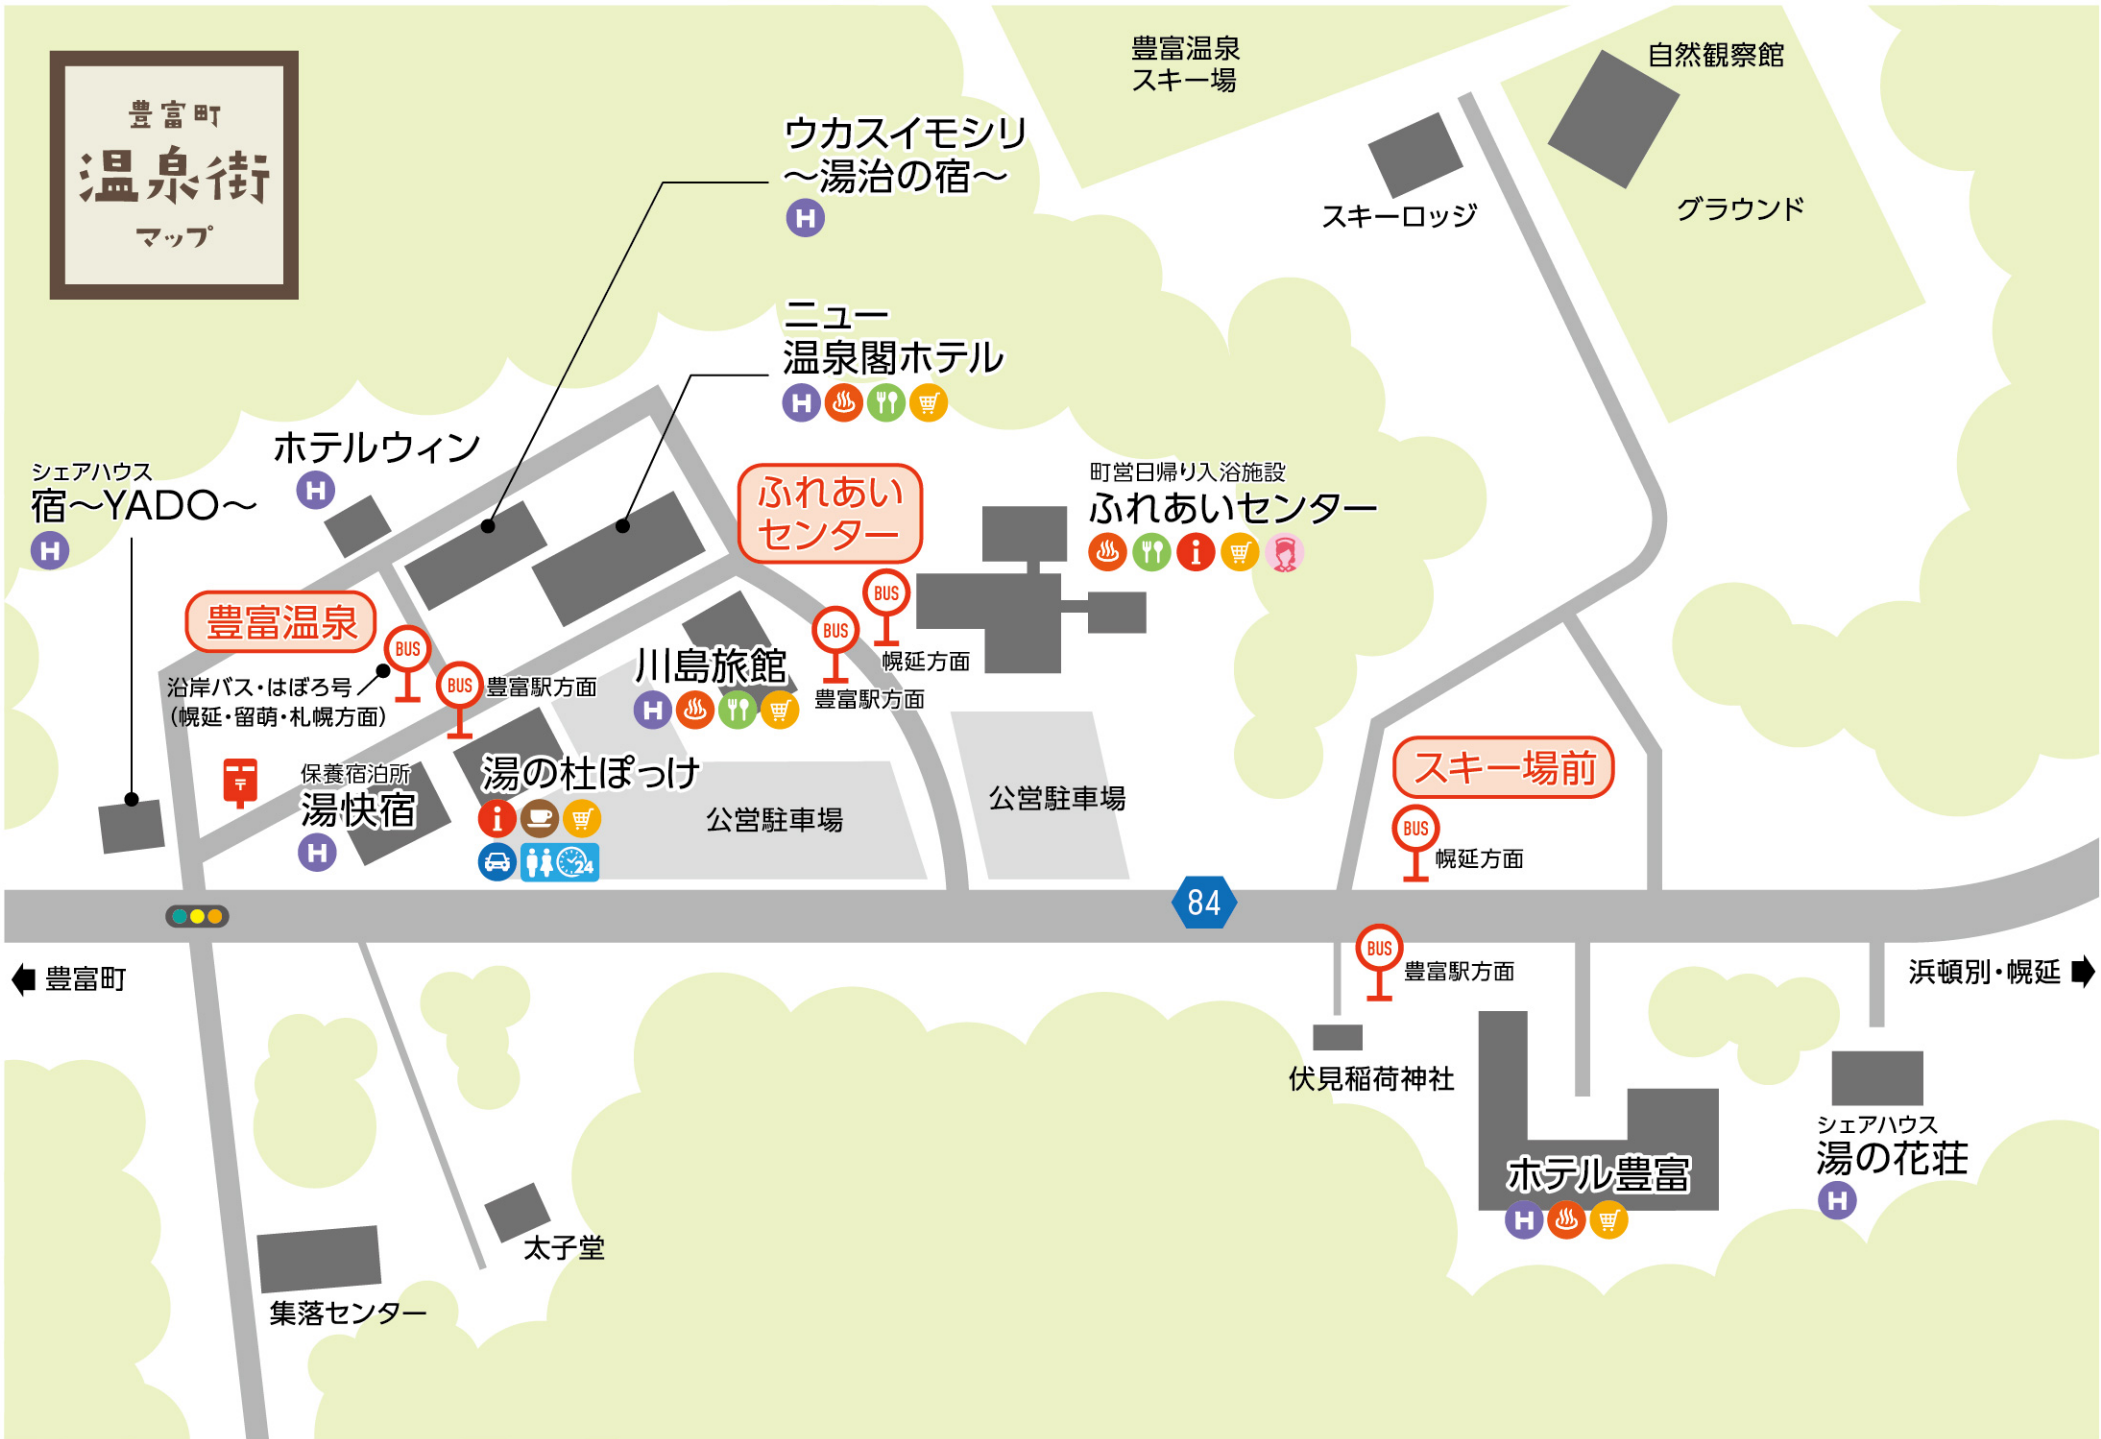 豊富町
温泉街
マップ
豊富温泉
スキー場
自然観察館
スキーロッジ
グラウンド
ウカスイモシリ
～湯治の宿～
H
ニュー
温泉閣ホテル
H
ホテルウィン
H
シェアハウス
宿～YADO～
H
ふれあい
センター
BUS
幌延方面
BUS
豊富駅方面
町営日帰り入浴施設
ふれあいセンター
i
豊富温泉
BUS
沿岸バス・はぼろ号
（幌延・留萌・札幌方面）
BUS
豊富駅方面
川島旅館
H
〒
保養宿泊所
湯快宿
H
湯の杜ぽっけ
i
24
公営駐車場
公営駐車場
スキー場前
BUS
幌延方面
84
BUS
豊富駅方面
豊富町
浜頓別・幌延
伏見稲荷神社
ホテル豊富
H
シェアハウス
湯の花荘
H
太子堂
集落センター